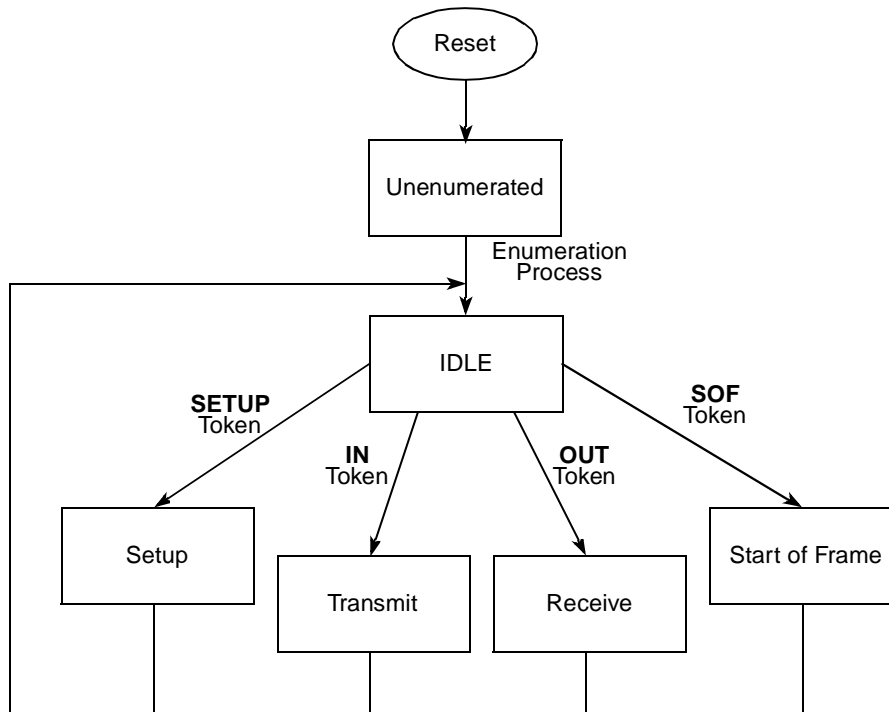 Reset
Unenumerated
Enumeration
Process
IDLE
SETUP
Token
IN
Token
OUT
Token
SOF
Token
Setup
Transmit
Receive
Start of Frame